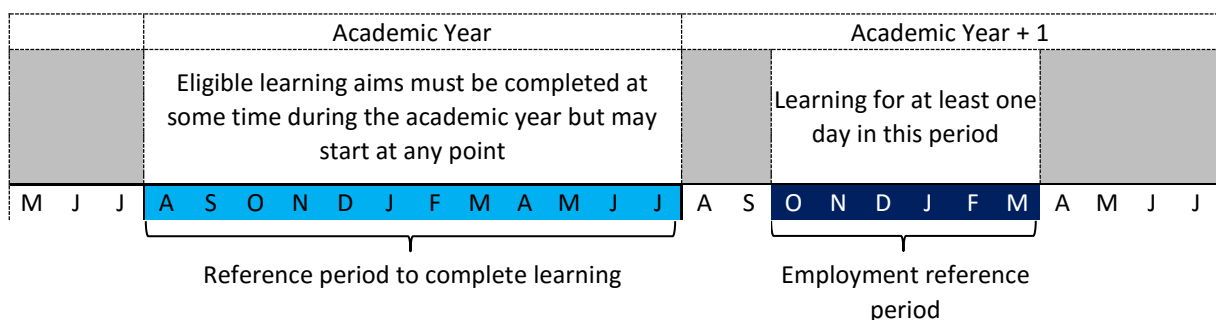 Academic Year
Academic Year + 1
Eligible learning aims must be completed at
some time during the academic year but may
start at any point
Learning for at least one
day in this period
M J J A S O N D J F M A M J J A S O N D J F M A M J J
Reference period to complete learning
Employment reference
period